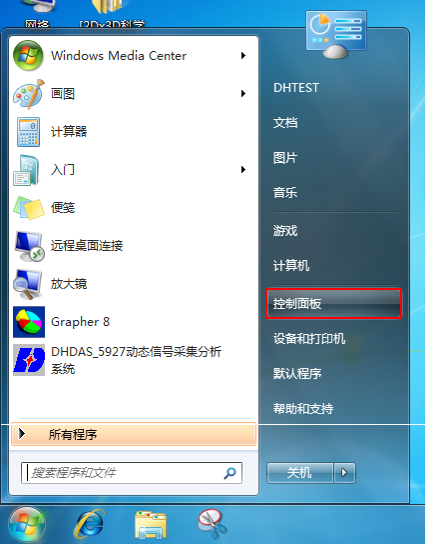 网络
[2Dx3D科学
Windows Media Center
画图
计算器
入门
便笺
远程桌面连接
放大镜
Grapher 8
DHDAS_5927动态信号采集分析
系统
所有程序
搜索程序和文件
DHTEST
文档
图片
音乐
游戏
计算机
控制面板
设备和打印机
默认程序
帮助和支持
关机